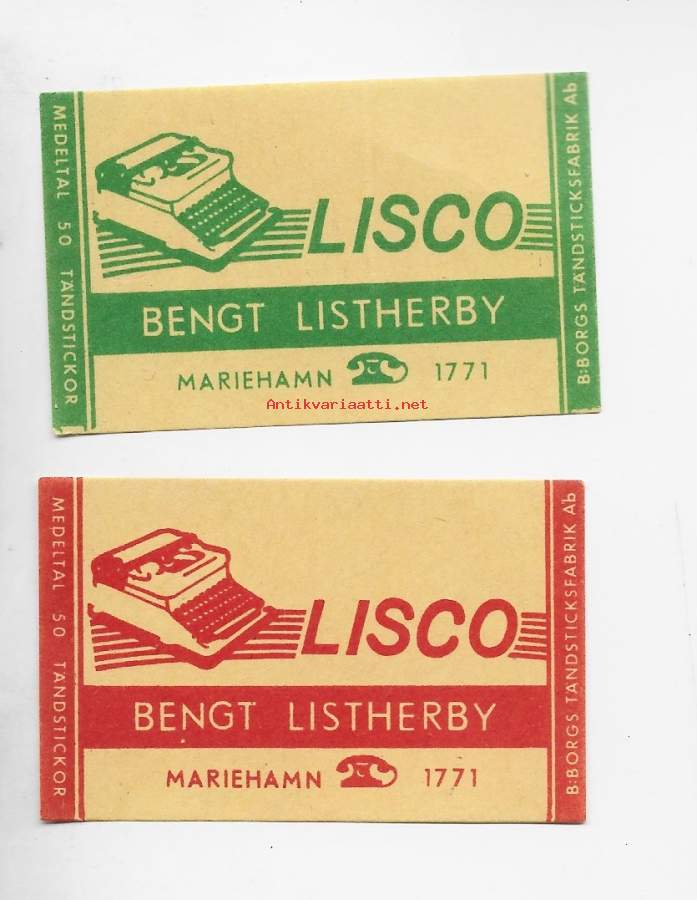 MEDELTAL 50 TÄNDSTICKOR
LISCO
BENGT LISTHERBY
MARIEHAMN 1771
B:BORGS TÄNDSTICKSFABRIK Ab
Antikvariaatti.net
MEDELTAL 50 TÄNDSTICKOR
LISCO
BENGT LISTHERBY
MARIEHAMN 1771
B:BORGS TÄNDSTICKSFABRIK Ab